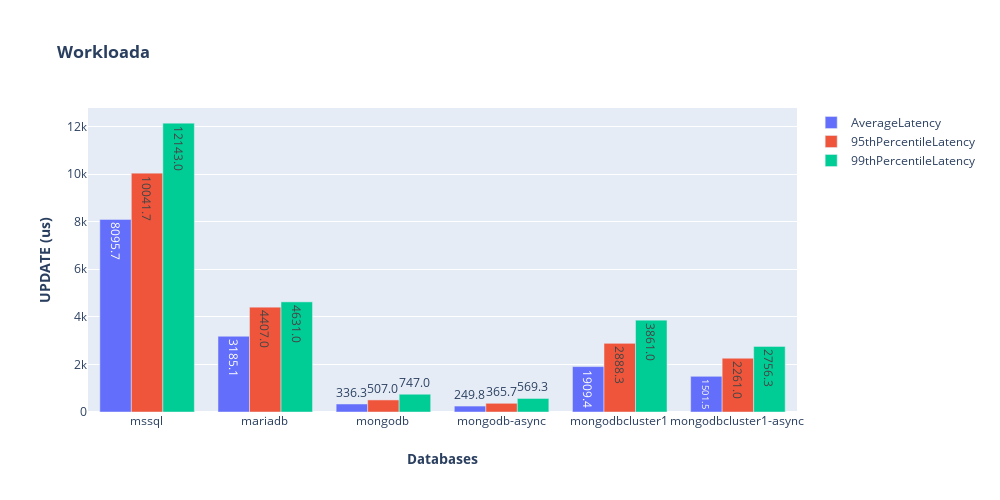 Workloada
AverageLatency
95thPercentileLatency
99thPercentileLatency
UPDATE (us)
12k
10k
8k
6k
4k
2k
0
8095.7
10041.7
12143.0
3185.1
4407.0
4631.0
336.3
507.0
747.0
249.8
365.7
569.3
1909.4
2888.3
3861.0
1501.5
2261.0
2756.3
mssql
mariadb
mongodb
mongodb-async
mongodbcluster1
mongodbcluster1-async
Databases